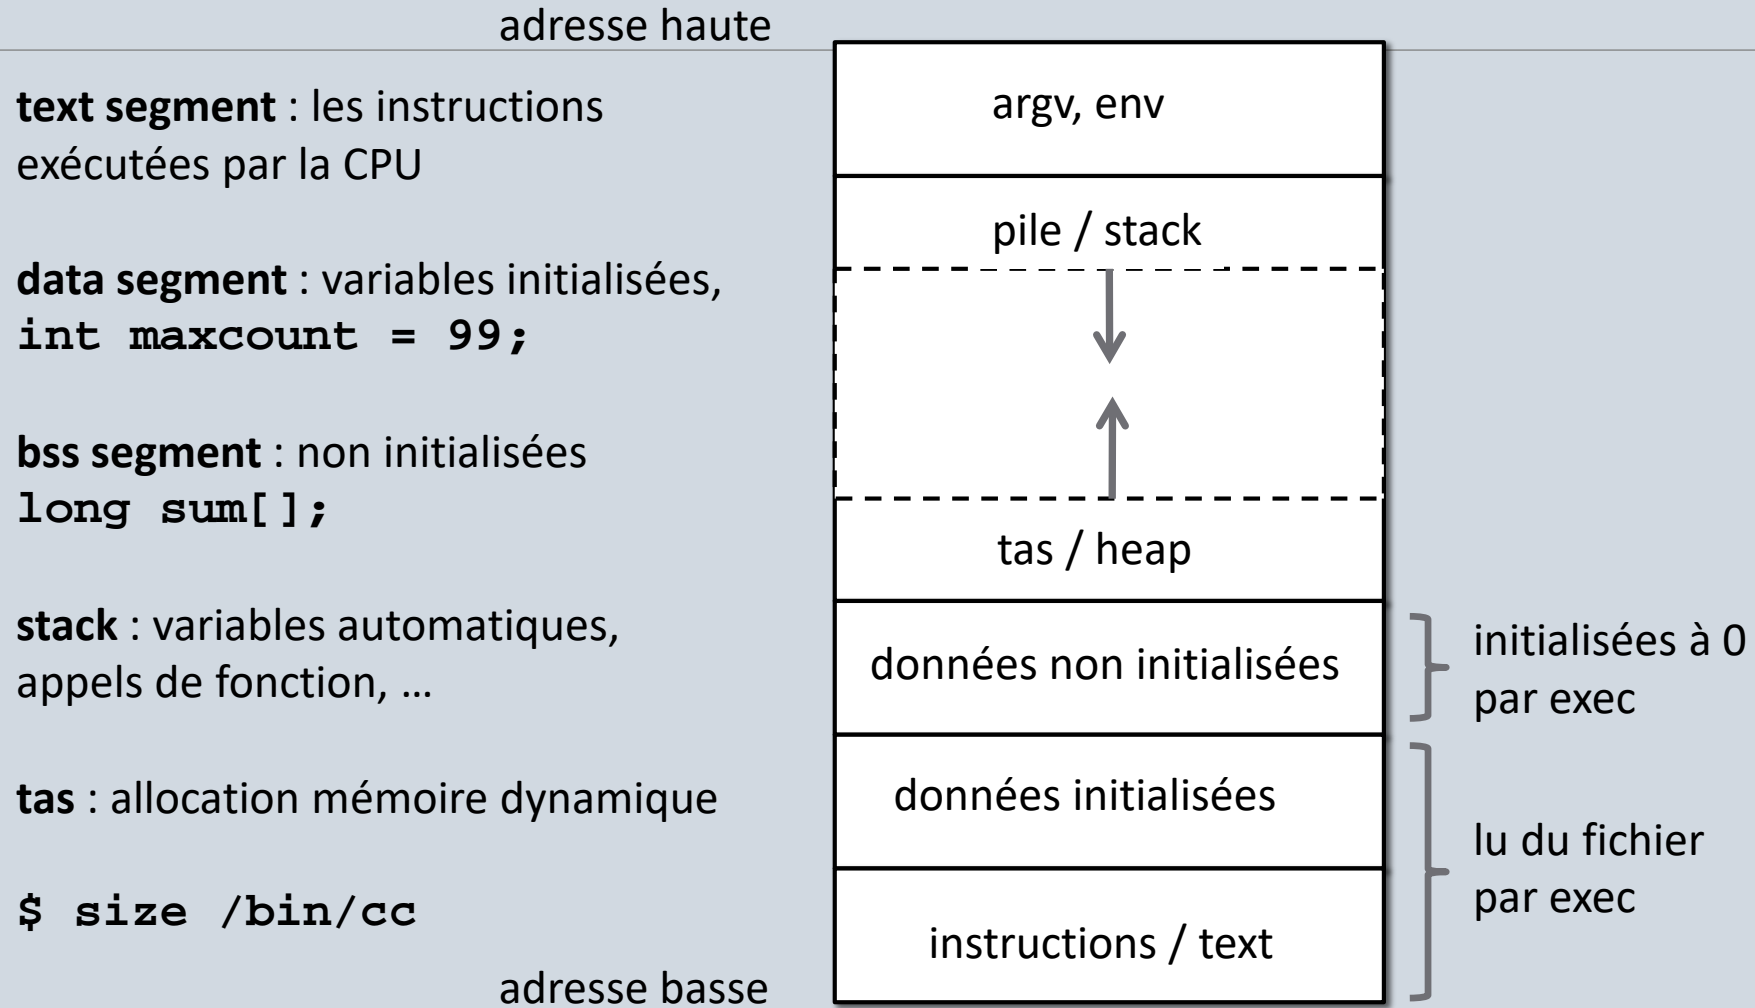 adresse haute
text segment : les instructions
exécutées par la CPU
data segment : variables initialisées,
int maxcount = 99;
bss segment : non initialisées
long sum[];
stack : variables automatiques,
appels de fonction, …
tas : allocation mémoire dynamique
$ size /bin/cc
adresse basse
argv, env
pile / stack
tas / heap
données non initialisées
données initialisées
instructions / text
initialisées à 0
par exec
lu du fichier
par exec